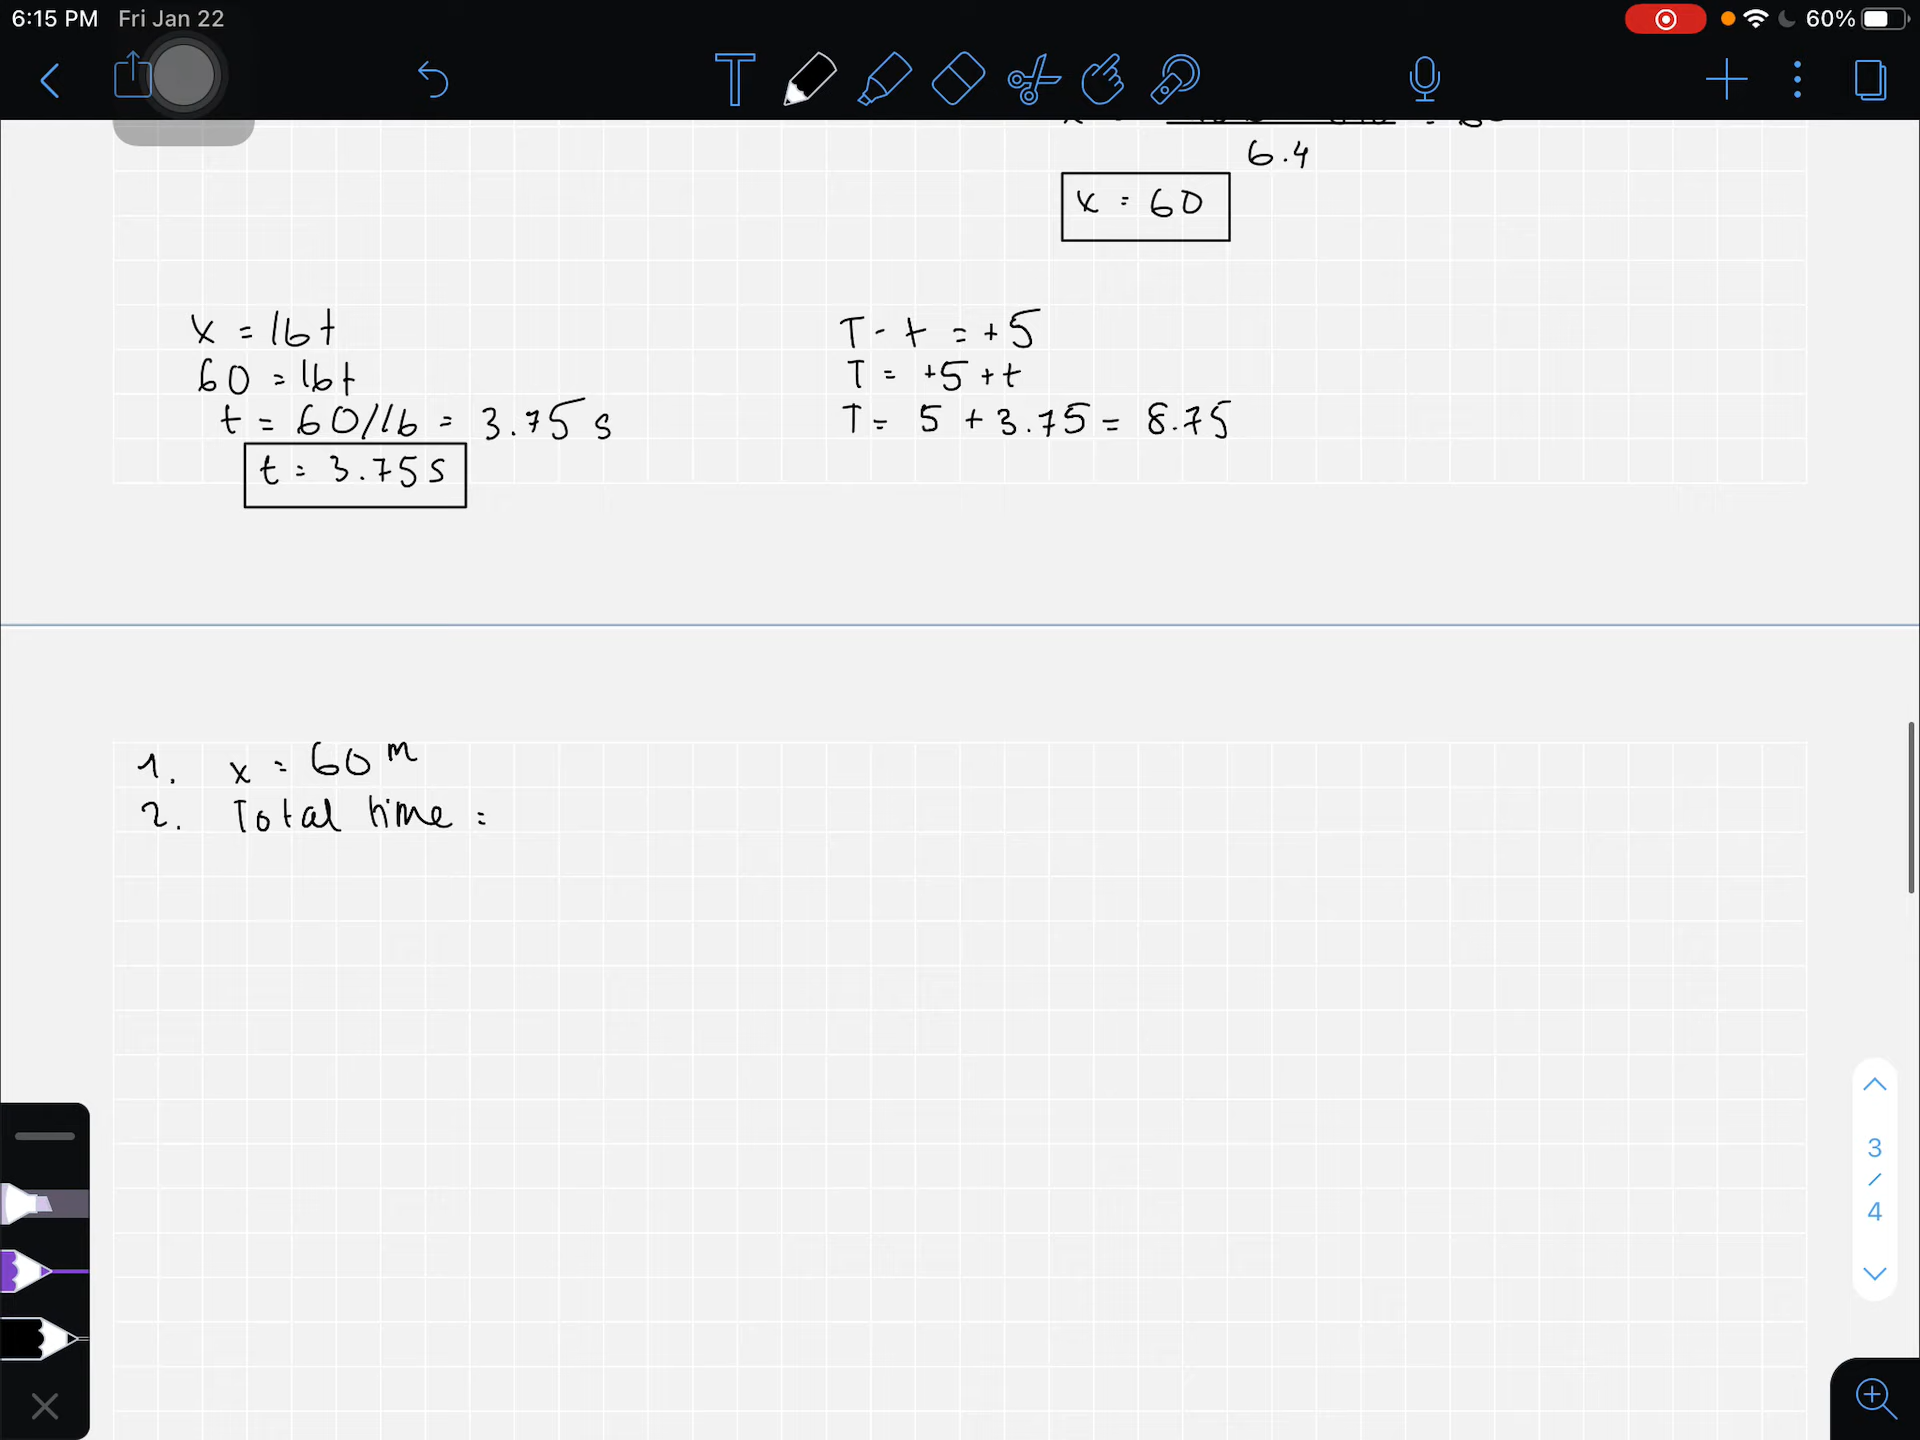 6:15 PM Fri Jan 22
60%
T
6.4
x = 60
x = 16t
60 = 16t
t = 60/16 = 3.75 s
t = 3.75 s
T - t = +5
T = +5 + t
T = 5 + 3.75 = 8.75
1. x = 60 m
2. Total time =
3
/
4